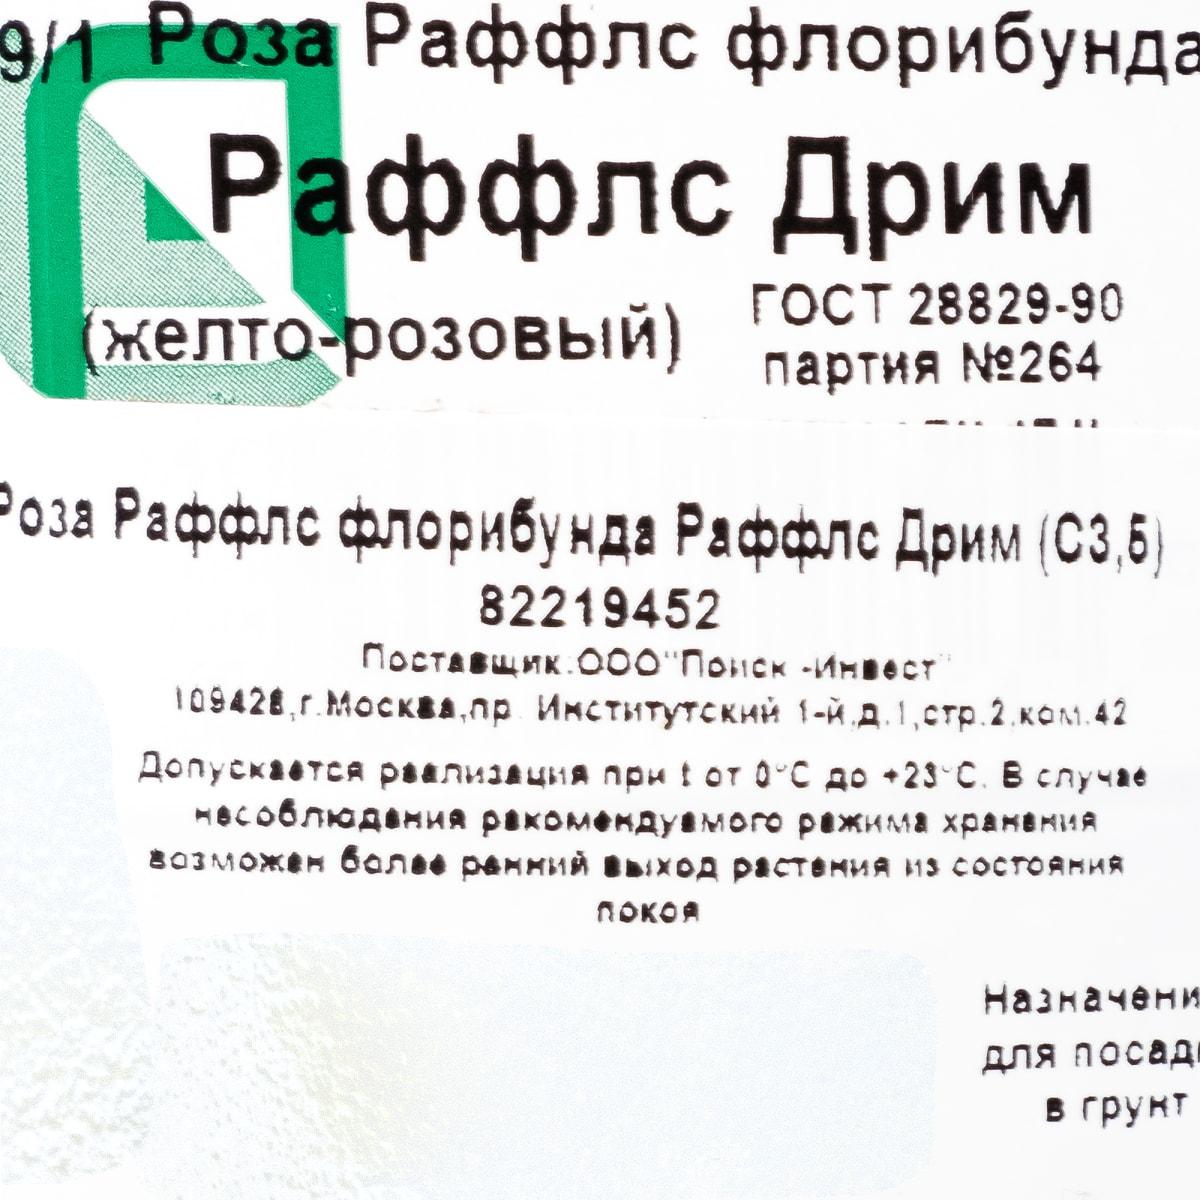 9/1 Роза Раффлс флорибунда
Раффлс Дрим
(желто-розовый)
ГОСТ 28829-90
партия №264
Роза Раффлс флорибунда Раффлс Дрим (С3,5)
82219452
Поставщик:ООО"Поиск -Инвест"
109428,г.Москва,пр. Институтский 1-й,д.1,стр.2,ком.42
Допускается реализация при t от 0°С до +23°С. В случае
несоблюдения рекомендуемого режима хранения
возможен более ранний выход растения из состояния
покоя
Назначени
для посад
в грунт